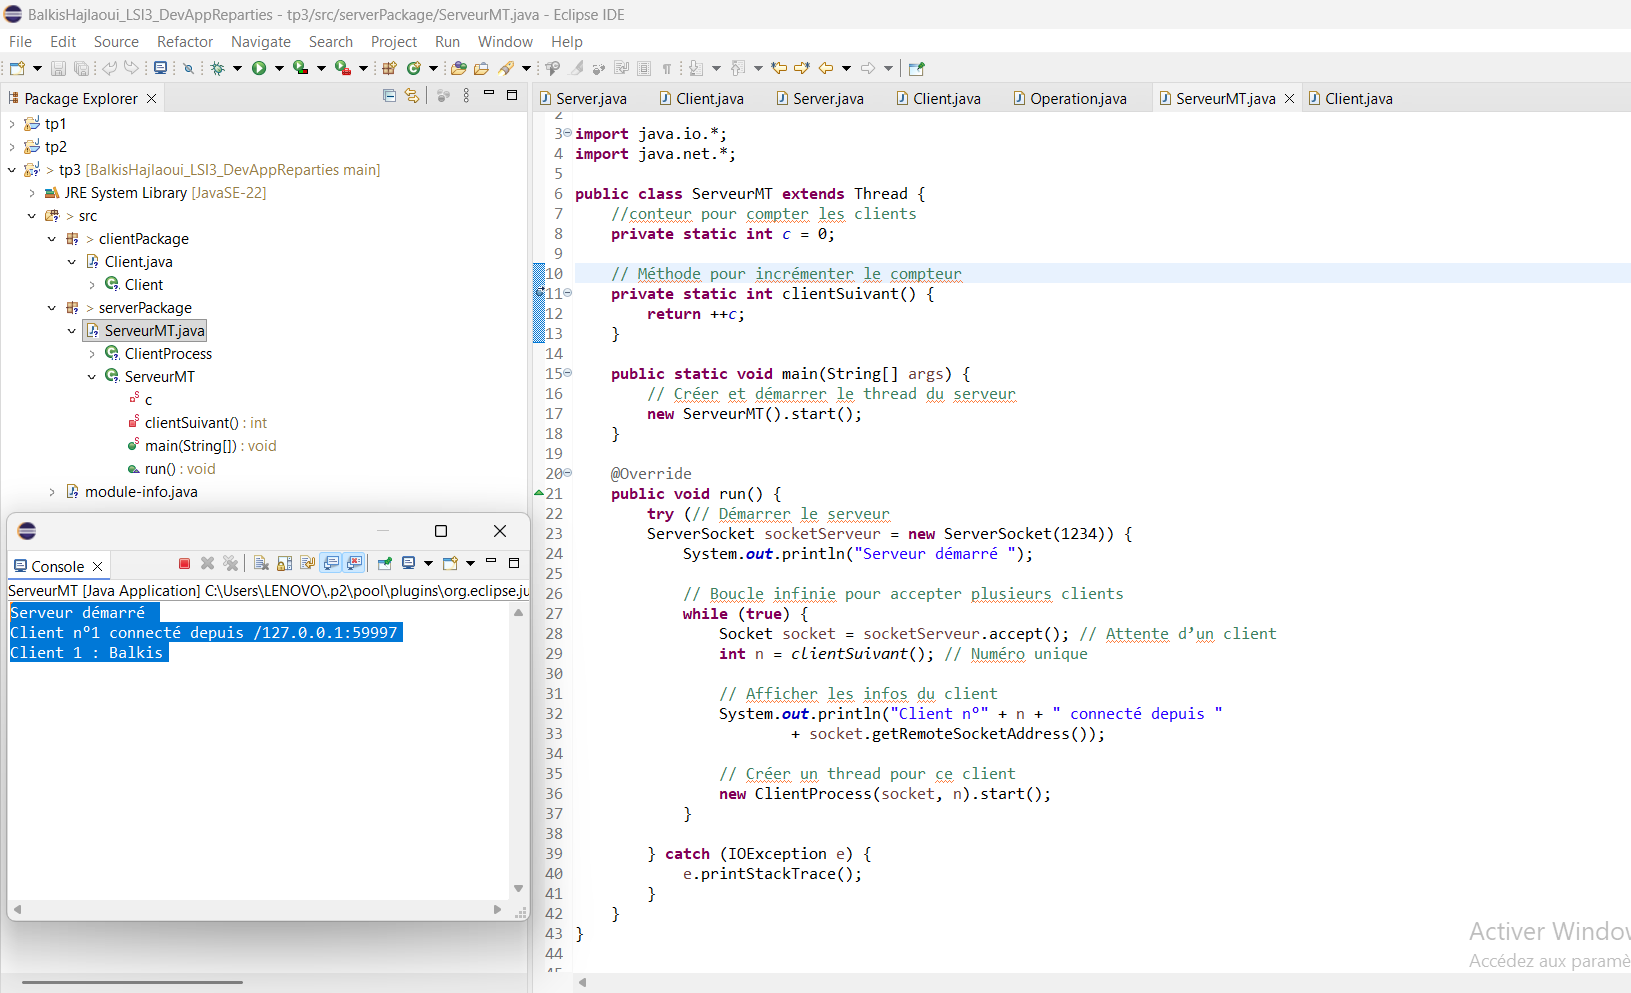 BalkisHajlaoui_LSI3_DevAppReparties - tp3/src/serverPackage/ServeurMT.java - Eclipse IDE
File Edit Source Refactor Navigate Search Project Run Window Help
Package Explorer
tp1
tp2
> tp3 [BalkisHajlaoui_LSI3_DevAppReparties main]
JRE System Library [JavaSE-22]
> src
> clientPackage
Client.java
Client
> serverPackage
ServeurMT.java
ClientProcess
ServeurMT
c
clientSuivant() : int
main(String[]) : void
run() : void
module-info.java
Console
ServeurMT [Java Application] C:\Users\LENOVO\.p2\pool\plugins\org.eclipse.ju
Serveur démarré
Client n°1 connecté depuis /127.0.0.1:59997
Client 1 : Balkis
Server.java Client.java Server.java Client.java Operation.java ServeurMT.java Client.java
2
3 import java.io.*;
4 import java.net.*;
5
6 public class ServeurMT extends Thread {
7 //conteur pour compter les clients
8 private static int c = 0;
9
10 // Méthode pour incrémenter le compteur
11 private static int clientSuivant() {
12 return ++c;
13 }
14
15 public static void main(String[] args) {
16 // Créer et démarrer le thread du serveur
17 new ServeurMT().start();
18 }
19
20 @Override
21 public void run() {
22 try (// Démarrer le serveur
23 ServerSocket socketServeur = new ServerSocket(1234)) {
24 System.out.println("Serveur démarré ");
25
26 // Boucle infinie pour accepter plusieurs clients
27 while (true) {
28 Socket socket = socketServeur.accept(); // Attente d’un client
29 int n = clientSuivant(); // Numéro unique
30
31 // Afficher les infos du client
32 System.out.println("Client n°" + n + " connecté depuis "
33 + socket.getRemoteSocketAddress());
34
35 // Créer un thread pour ce client
36 new ClientProcess(socket, n).start();
37 }
38
39 } catch (IOException e) {
40 e.printStackTrace();
41 }
42 }
43 }
44
45
Activer Window
Accédez aux paramè